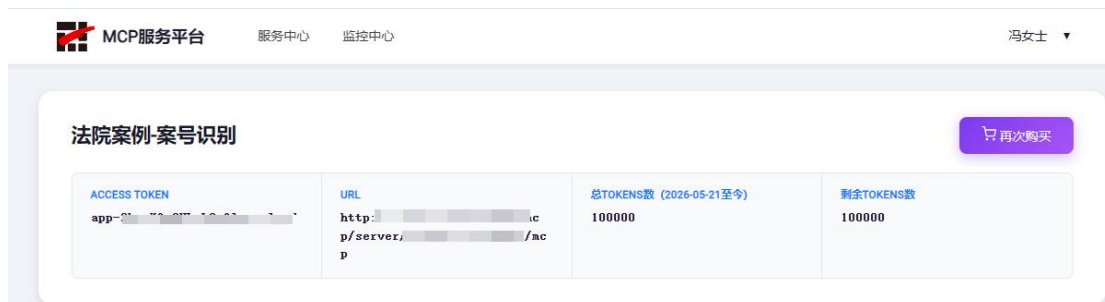 MCP服务平台
服务中心
监控中心
冯女士 ▼
法院案例-案号识别
再次购买
ACCESS TOKEN
app-
URL
http:
p/server/ /mc
p
总TOKENS数 (2026-05-21至今)
100000
剩余TOKENS数
100000